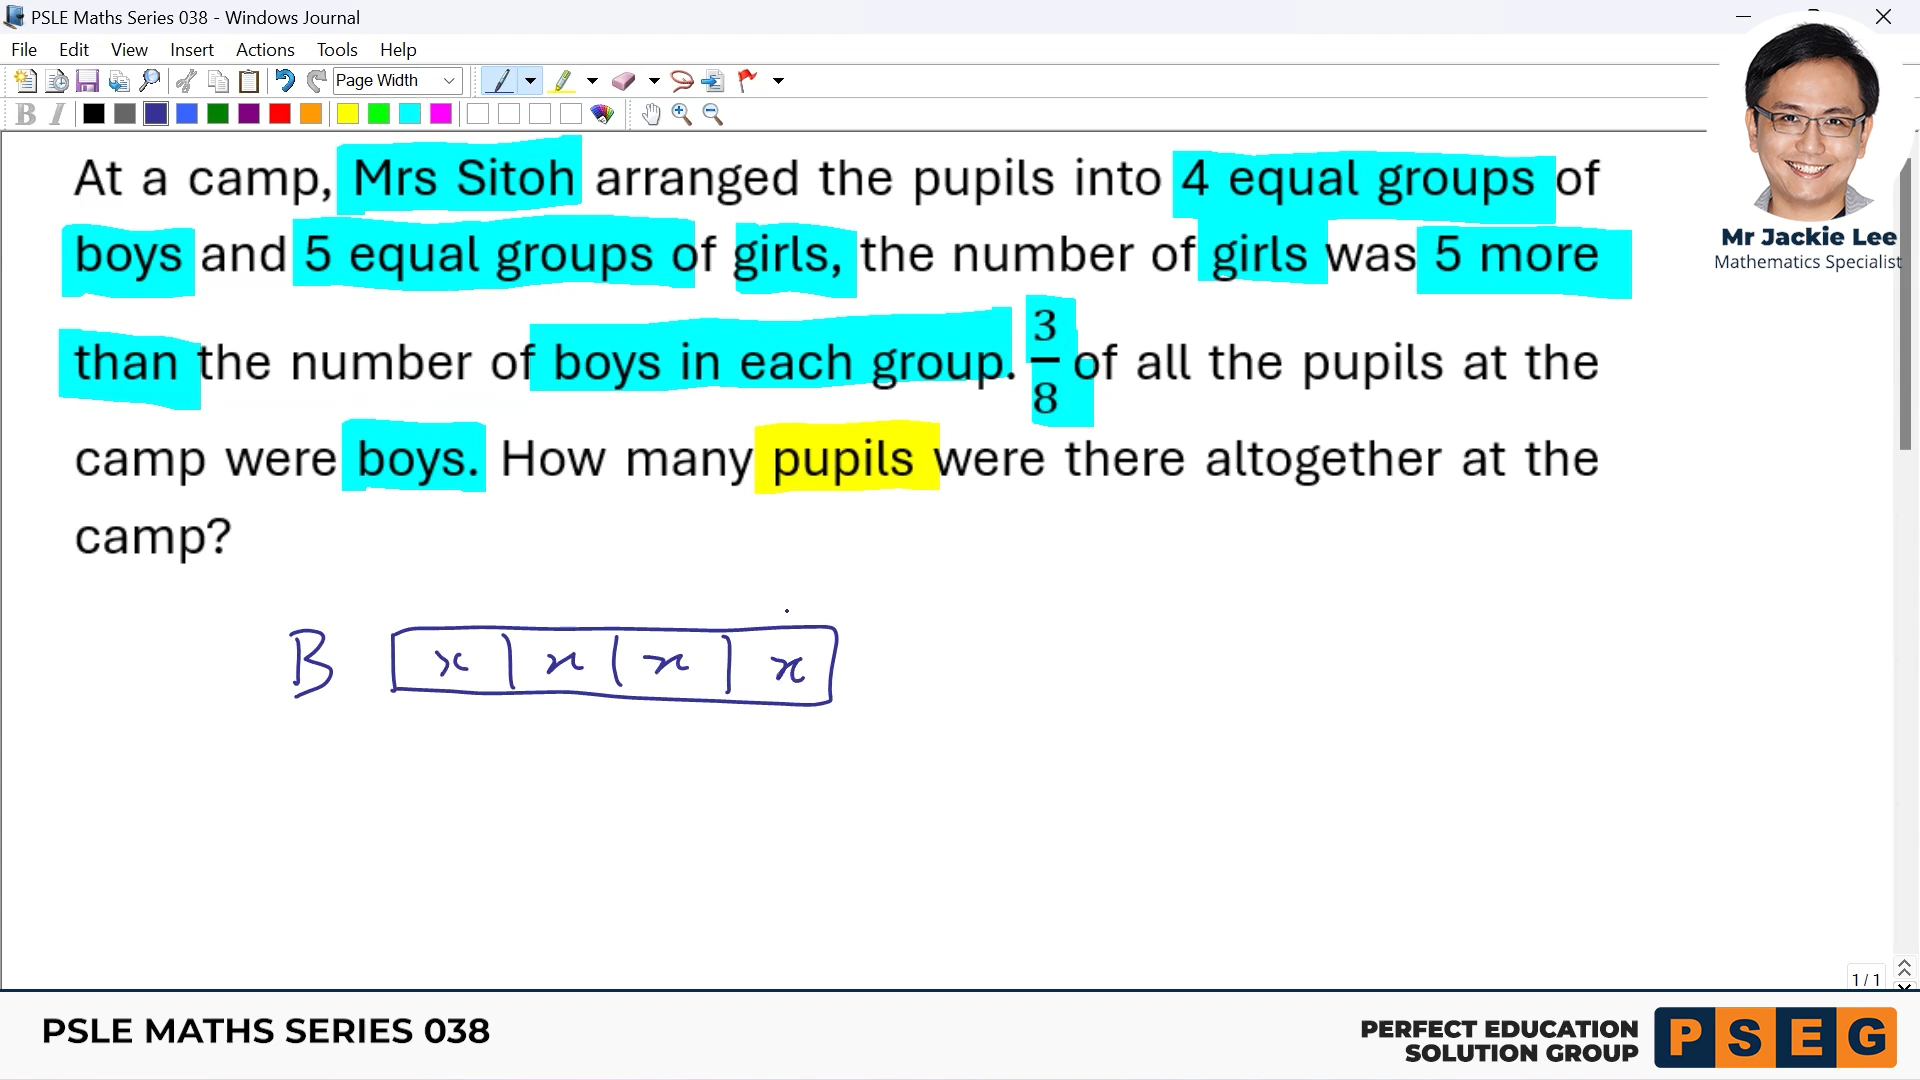 PSLE Maths Series 038 - Windows Journal
File Edit View Insert Actions Tools Help
Page Width
B I
Mr Jackie Lee
Mathematics Specialist
At a camp, Mrs Sitoh arranged the pupils into 4 equal groups of
boys and 5 equal groups of girls, the number of girls was 5 more
than the number of boys in each group. 3/8 of all the pupils at the
camp were boys. How many pupils were there altogether at the
camp?
B x x x x
1 / 1
PSLE MATHS SERIES 038
PERFECT EDUCATION
SOLUTION GROUP
PSEG